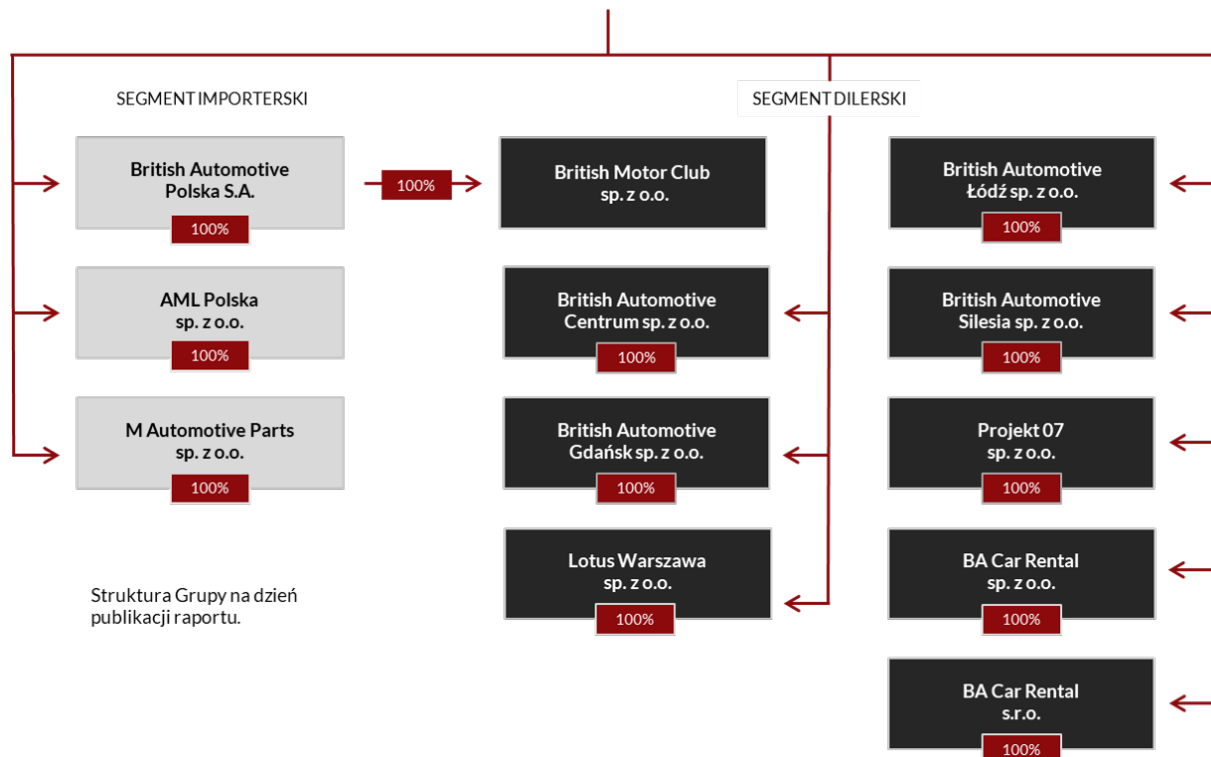 SEGMENT IMPORTERSKI
SEGMENT DILERSKI
British Automotive
Polska S.A.
100%
100%
British Motor Club
sp. z o.o.
British Automotive
Łódź sp. z o.o.
100%
AML Polska
sp. z o.o.
100%
British Automotive
Centrum sp. z o.o.
100%
British Automotive
Silesia sp. z o.o.
100%
M Automotive Parts
sp. z o.o.
100%
British Automotive
Gdańsk sp. z o.o.
100%
Projekt 07
sp. z o.o.
100%
Struktura Grupy na dzień
publikacji raportu.
Lotus Warszawa
sp. z o.o.
100%
BA Car Rental
sp. z o.o.
100%
BA Car Rental
s.r.o.
100%